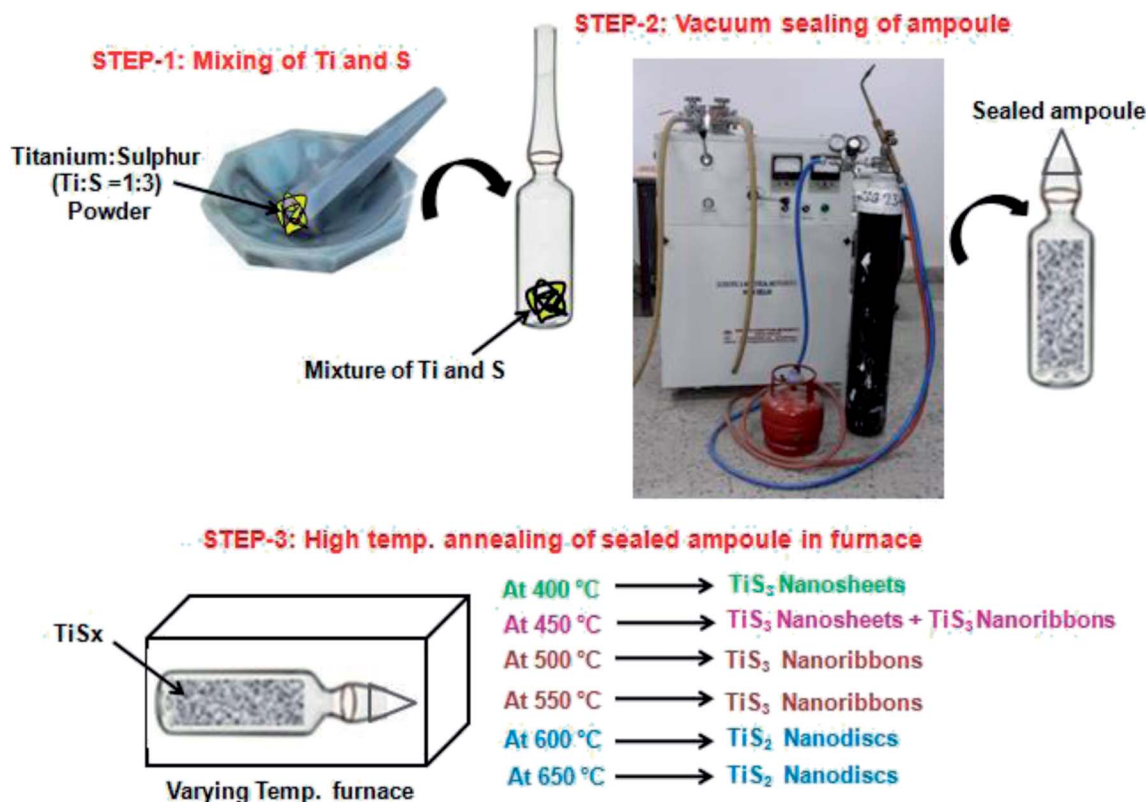 STEP-1: Mixing of Ti and S
STEP-2: Vacuum sealing of ampoule
Titanium:Sulphur
(Ti:S =1:3)
Powder
Mixture of Ti and S
Sealed ampoule
STEP-3: High temp. annealing of sealed ampoule in furnace
TiSx
Varying Temp. furnace
At 400 °C TiS₃ Nanosheets
At 450 °C TiS₃ Nanosheets + TiS₃ Nanoribbons
At 500 °C TiS₃ Nanoribbons
At 550 °C TiS₃ Nanoribbons
At 600 °C TiS₂ Nanodiscs
At 650 °C TiS₂ Nanodiscs